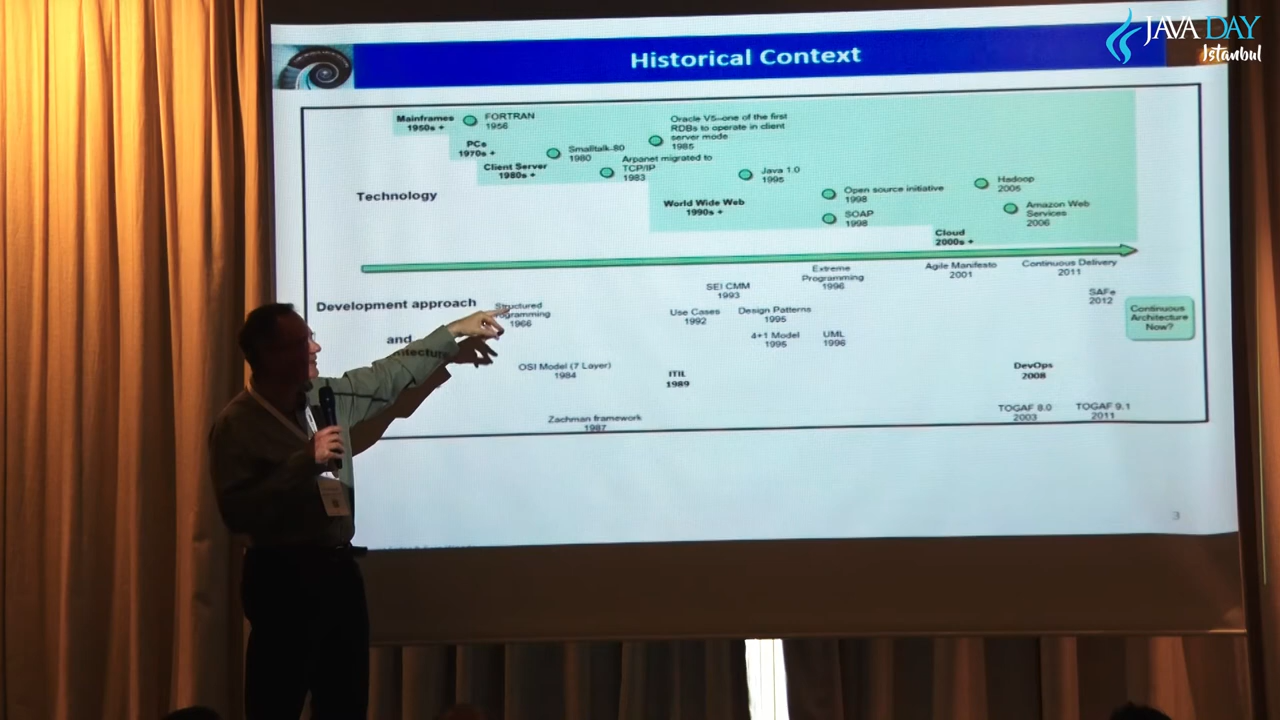 JAVA DAY
Istanbul
Historical Context
Mainframes
1950s +
FORTRAN
1956
PCs
1970s +
Smalltalk-80
1980
Client Server
1980s +
Oracle V5--one of the first
RDBs to operate in client
server mode
1985
Arpanet migrated to
TCP/IP
1983
Java 1.0
1995
Technology
World Wide Web
1990s +
Open source initiative
1998
SOAP
1998
Hadoop
2005
Amazon Web
Services
2006
Cloud
2000s +
Development approach
and
Structured
1966
SEI CMM
1993
Extreme
Programming
1996
Agile Manifesto
2001
Continuous Delivery
2011
SAFe
2012
Use Cases
1992
Design Patterns
1995
4+1 Model
1995
UML
1996
Continuous
Architecture
Now?
OSI Model (7 Layer)
1984
ITIL
1989
DevOps
2008
Zachman framework
1987
TOGAF 8.0
2003
TOGAF 9.1
2011
3